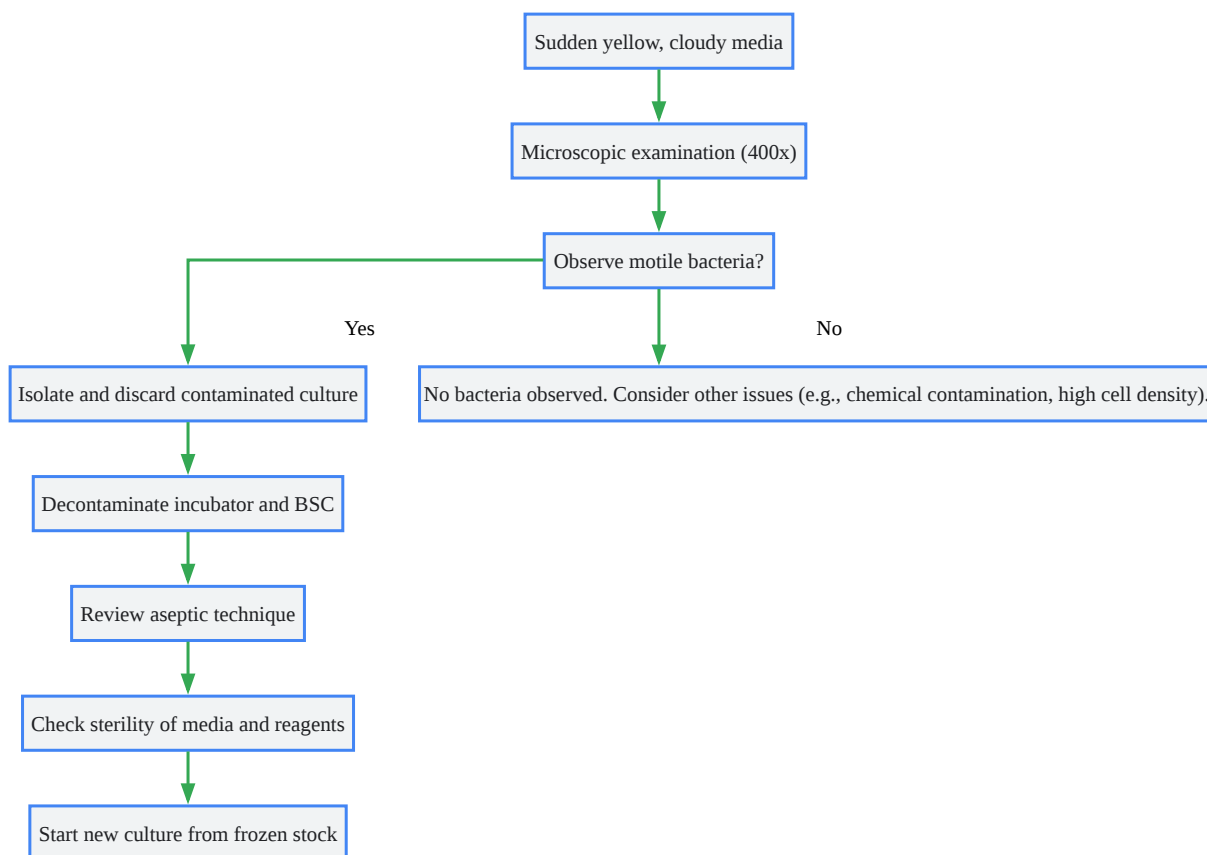 Sudden yellow, cloudy media
Microscopic examination (400x)
Observe motile bacteria?
Yes
No
Isolate and discard contaminated culture
No bacteria observed. Consider other issues (e.g., chemical contamination, high cell density).
Decontaminate incubator and BSC
Review aseptic technique
Check sterility of media and reagents
Start new culture from frozen stock